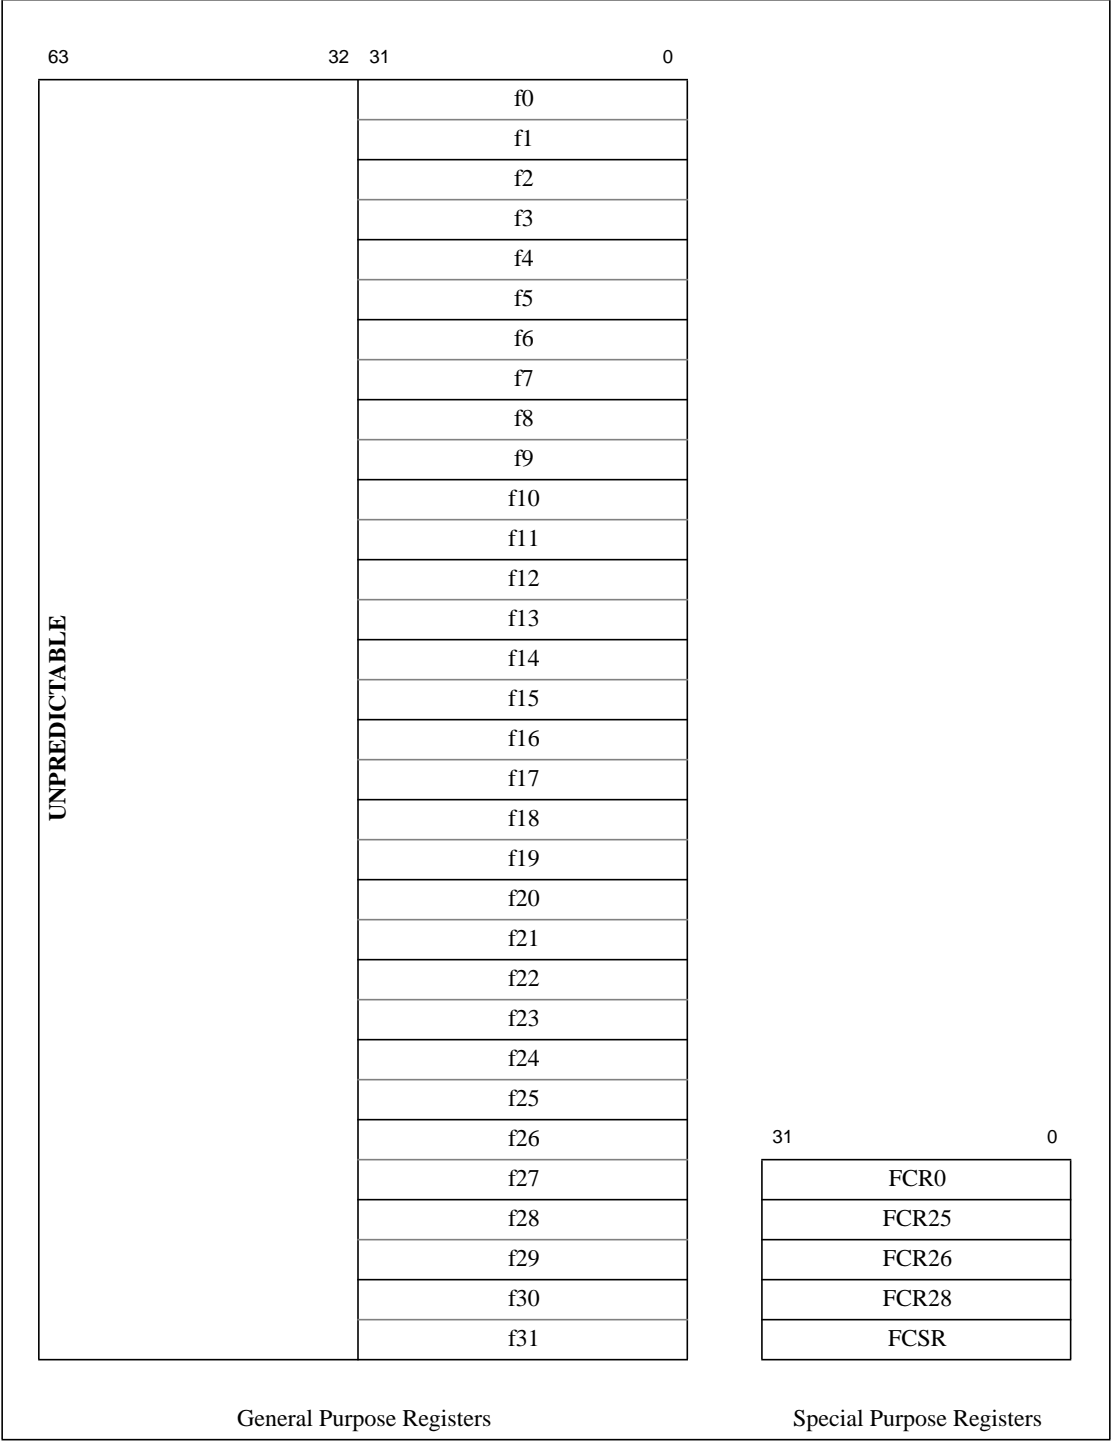 63 32 31 0
f0
f1
f2
f3
f4
f5
f6
f7
f8
f9
f10
f11
f12
f13
f14
f15
f16
f17
f18
f19
f20
f21
f22
f23
f24
f25
f26
f27
f28
f29
f30
f31
UNPREDICTABLE
General Purpose Registers
31 0
FCR0
FCR25
FCR26
FCR28
FCSR
Special Purpose Registers